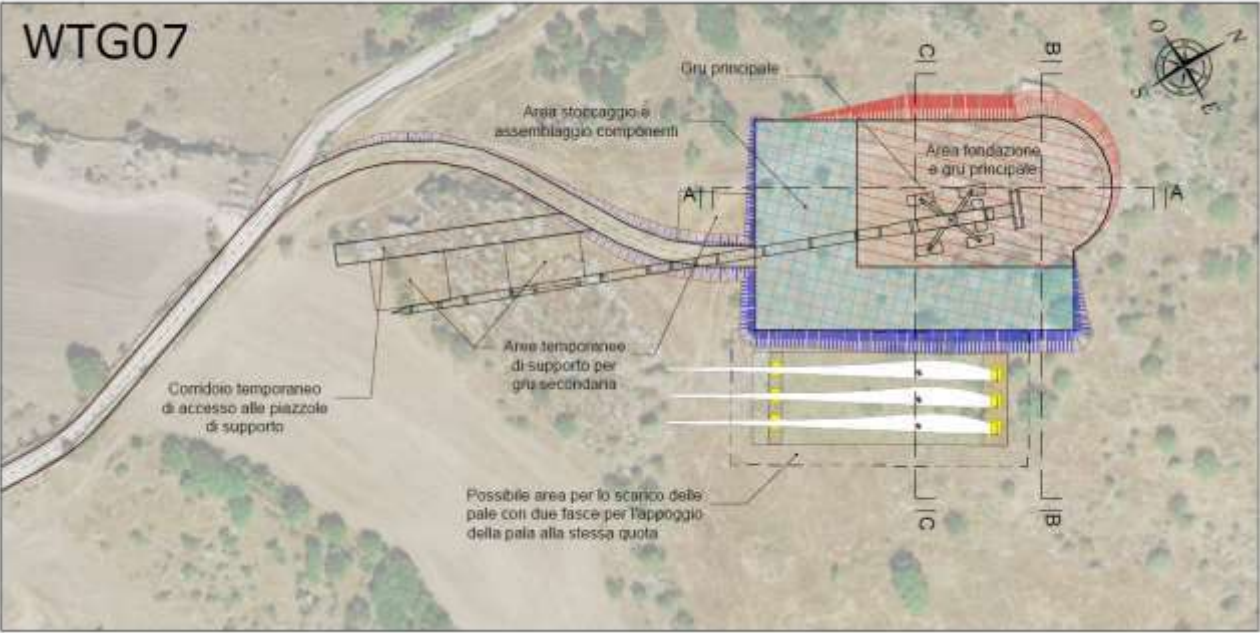 WTG07
Gru principale
Area stoccaggio e
assemblaggio componenti
Area fondazione
e gru principale
C
B
O
N
S
E
A
A
Aree temporanee
di supporto per
gru secondaria
Corridoio temporaneo
di accesso alle piazzole
di supporto
Possibile area per lo scarico delle
pale con due fasce per l'appoggio
della pala alla stessa quota
C
B